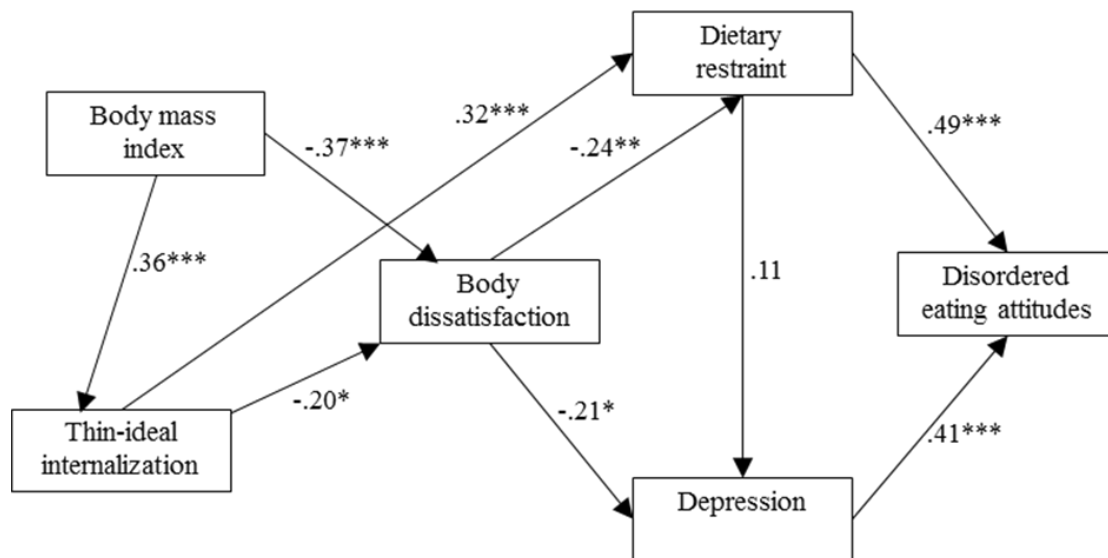 Dietary
restraint
Body mass
index
.32***
-.37***
-.24**
.49***
.36***
.11
Body
dissatisfaction
Disordered
eating attitudes
-.20*
-.21*
.41***
Thin-ideal
internalization
Depression